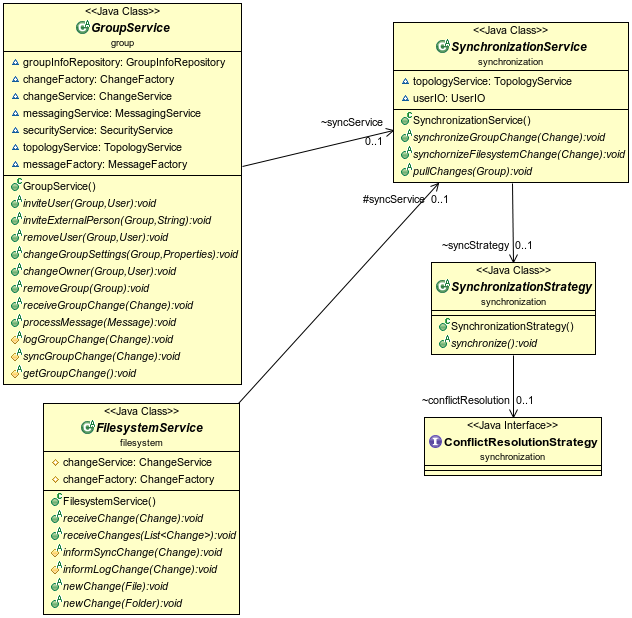 <<Java Class>>
GroupService
group
groupInfoRepository: GroupInfoRepository
changeFactory: ChangeFactory
changeService: ChangeService
messagingService: MessagingService
securityService: SecurityService
topologyService: TopologyService
messageFactory: MessageFactory
GroupService()
inviteUser(Group,User):void
inviteExternalPerson(Group,String):void
removeUser(Group,User):void
changeGroupSettings(Group,Properties):void
changeOwner(Group,User):void
removeGroup(Group):void
receiveGroupChange(Change):void
processMessage(Message):void
logGroupChange(Change):void
syncGroupChange(Change):void
getGroupChange():void
~syncService
0..1
<<Java Class>>
SynchronizationService
synchronization
topologyService: TopologyService
userIO: UserIO
SynchronizationService()
synchronizeGroupChange(Change):void
synchornizeFilesystemChange(Change):void
pullChanges(Group):void
#syncService 0..1
~syncStrategy 0..1
<<Java Class>>
SynchronizationStrategy
synchronization
SynchronizationStrategy()
synchronize():void
~conflictResolution 0..1
<<Java Interface>>
ConflictResolutionStrategy
synchronization
<<Java Class>>
FilesystemService
filesystem
changeService: ChangeService
changeFactory: ChangeFactory
FilesystemService()
receiveChange(Change):void
receiveChanges(List<Change>):void
informSyncChange(Change):void
informLogChange(Change):void
newChange(File):void
newChange(Folder):void